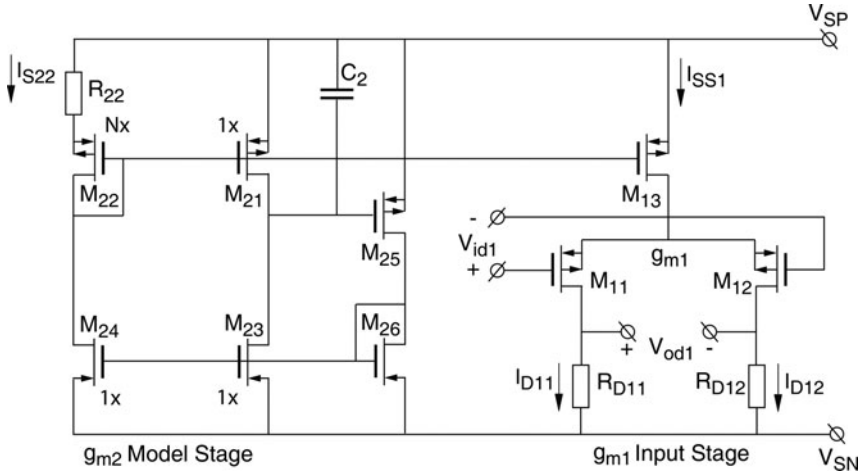 V_SP
I_S22
R_22
C_2
I_SS1
Nx
1x
M_22
M_21
M_13
-
V_id1
+
M_25
g_m1
M_11
M_12
M_24
M_23
M_26
+
V_od1
-
1x
1x
I_D11
R_D11
R_D12
I_D12
g_m2 Model Stage
g_m1 Input Stage
V_SN